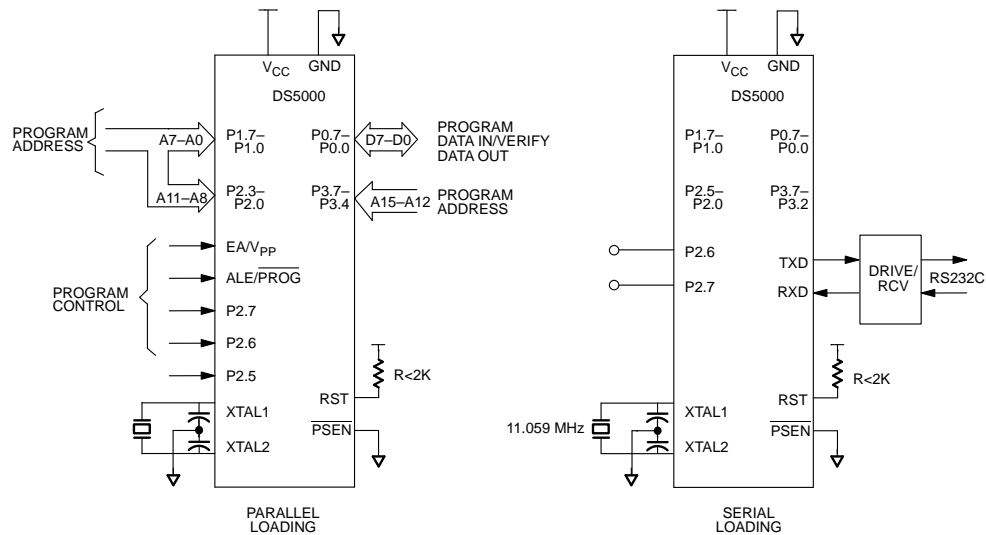 VCC
GND
DS5000
PROGRAM
ADDRESS
A7–A0
P1.7–
P1.0
P0.7–
P0.0
D7–D0
PROGRAM
DATA IN/VERIFY
DATA OUT
A11–A8
P2.3–
P2.0
P3.7–
P3.4
A15–A12
PROGRAM
ADDRESS
PROGRAM
CONTROL
EA/VPP
ALE/PROG
P2.7
P2.6
P2.5
R<2K
RST
XTAL1
PSEN
XTAL2
PARALLEL
LOADING
VCC
GND
DS5000
P1.7–
P1.0
P0.7–
P0.0
P2.5–
P2.0
P3.7–
P3.2
P2.6
P2.7
TXD
RXD
DRIVE/
RCV
RS232C
R<2K
RST
11.059 MHz
XTAL1
PSEN
XTAL2
SERIAL
LOADING